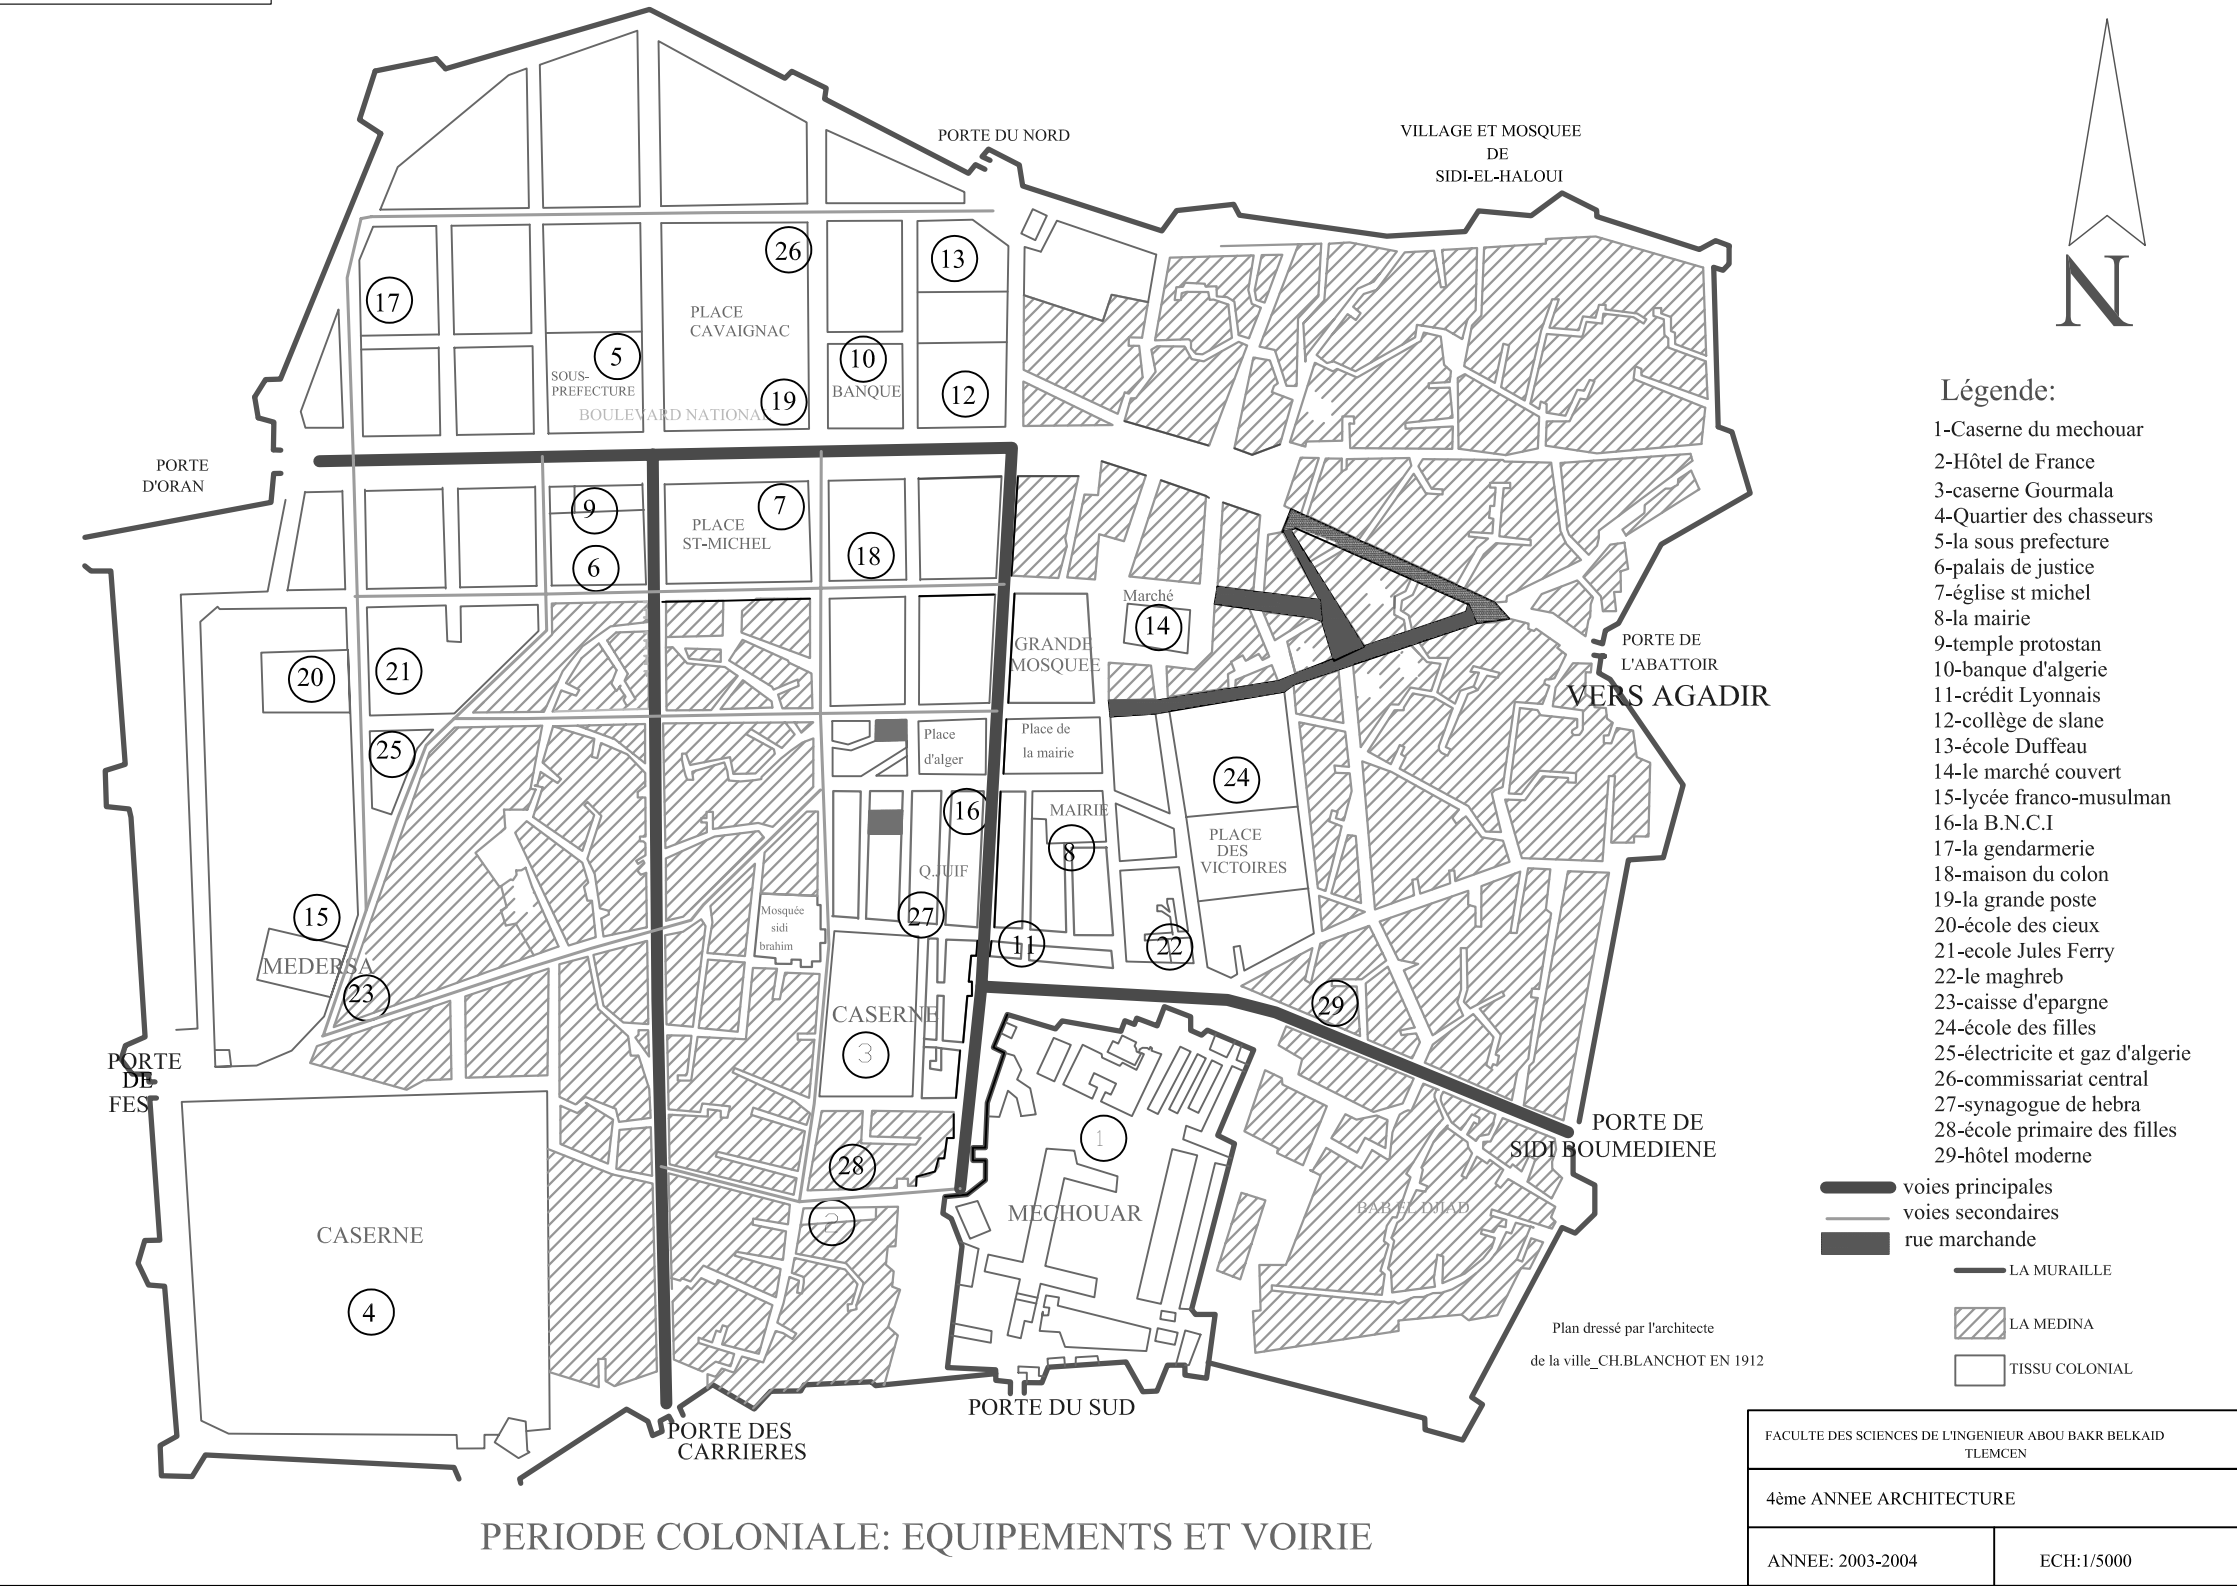 PORTE DU NORD
VILLAGE ET MOSQUEE
DE
SIDI-EL-HALOUI
N
26
13
17
PLACE
CAVAIGNAC
5
10
SOUS-
PREFECTURE
BANQUE
19
12
BOULEVARD NATIONAL
PORTE
D'ORAN
9
7
PLACE
ST-MICHEL
18
6
Marché
14
GRANDE
MOSQUEE
PORTE DE
L'ABATTOIR
VERS AGADIR
20
21
25
Place
d'alger
Place de
la mairie
24
16
MAIRIE
8
PLACE
DES
VICTOIRES
Q.JUIF
27
15
Mosquée
sidi
brahim
11
22
MEDERSA
23
29
CASERNE
3
PORTE
DE
FES
1
PORTE DE
SIDI BOUMEDIENE
28
2
MECHOUAR
BAB EL DJIAD
CASERNE
4
PORTE DU SUD
PORTE DES
CARRIERES
Plan dressé par l'architecte
de la ville_CH.BLANCHOT EN 1912
Légende:
1-Caserne du mechouar
2-Hôtel de France
3-caserne Gourmala
4-Quartier des chasseurs
5-la sous prefecture
6-palais de justice
7-église st michel
8-la mairie
9-temple protostan
10-banque d'algerie
11-crédit Lyonnais
12-collège de slane
13-école Duffeau
14-le marché couvert
15-lycée franco-musulman
16-la B.N.C.I
17-la gendarmerie
18-maison du colon
19-la grande poste
20-école des cieux
21-ecole Jules Ferry
22-le maghreb
23-caisse d'epargne
24-école des filles
25-électricite et gaz d'algerie
26-commissariat central
27-synagogue de hebra
28-école primaire des filles
29-hôtel moderne
voies principales
voies secondaires
rue marchande
LA MURAILLE
LA MEDINA
TISSU COLONIAL
FACULTE DES SCIENCES DE L'INGENIEUR ABOU BAKR BELKAID
TLEMCEN
4ème ANNEE ARCHITECTURE
ANNEE: 2003-2004
ECH:1/5000
PERIODE COLONIALE: EQUIPEMENTS ET VOIRIE